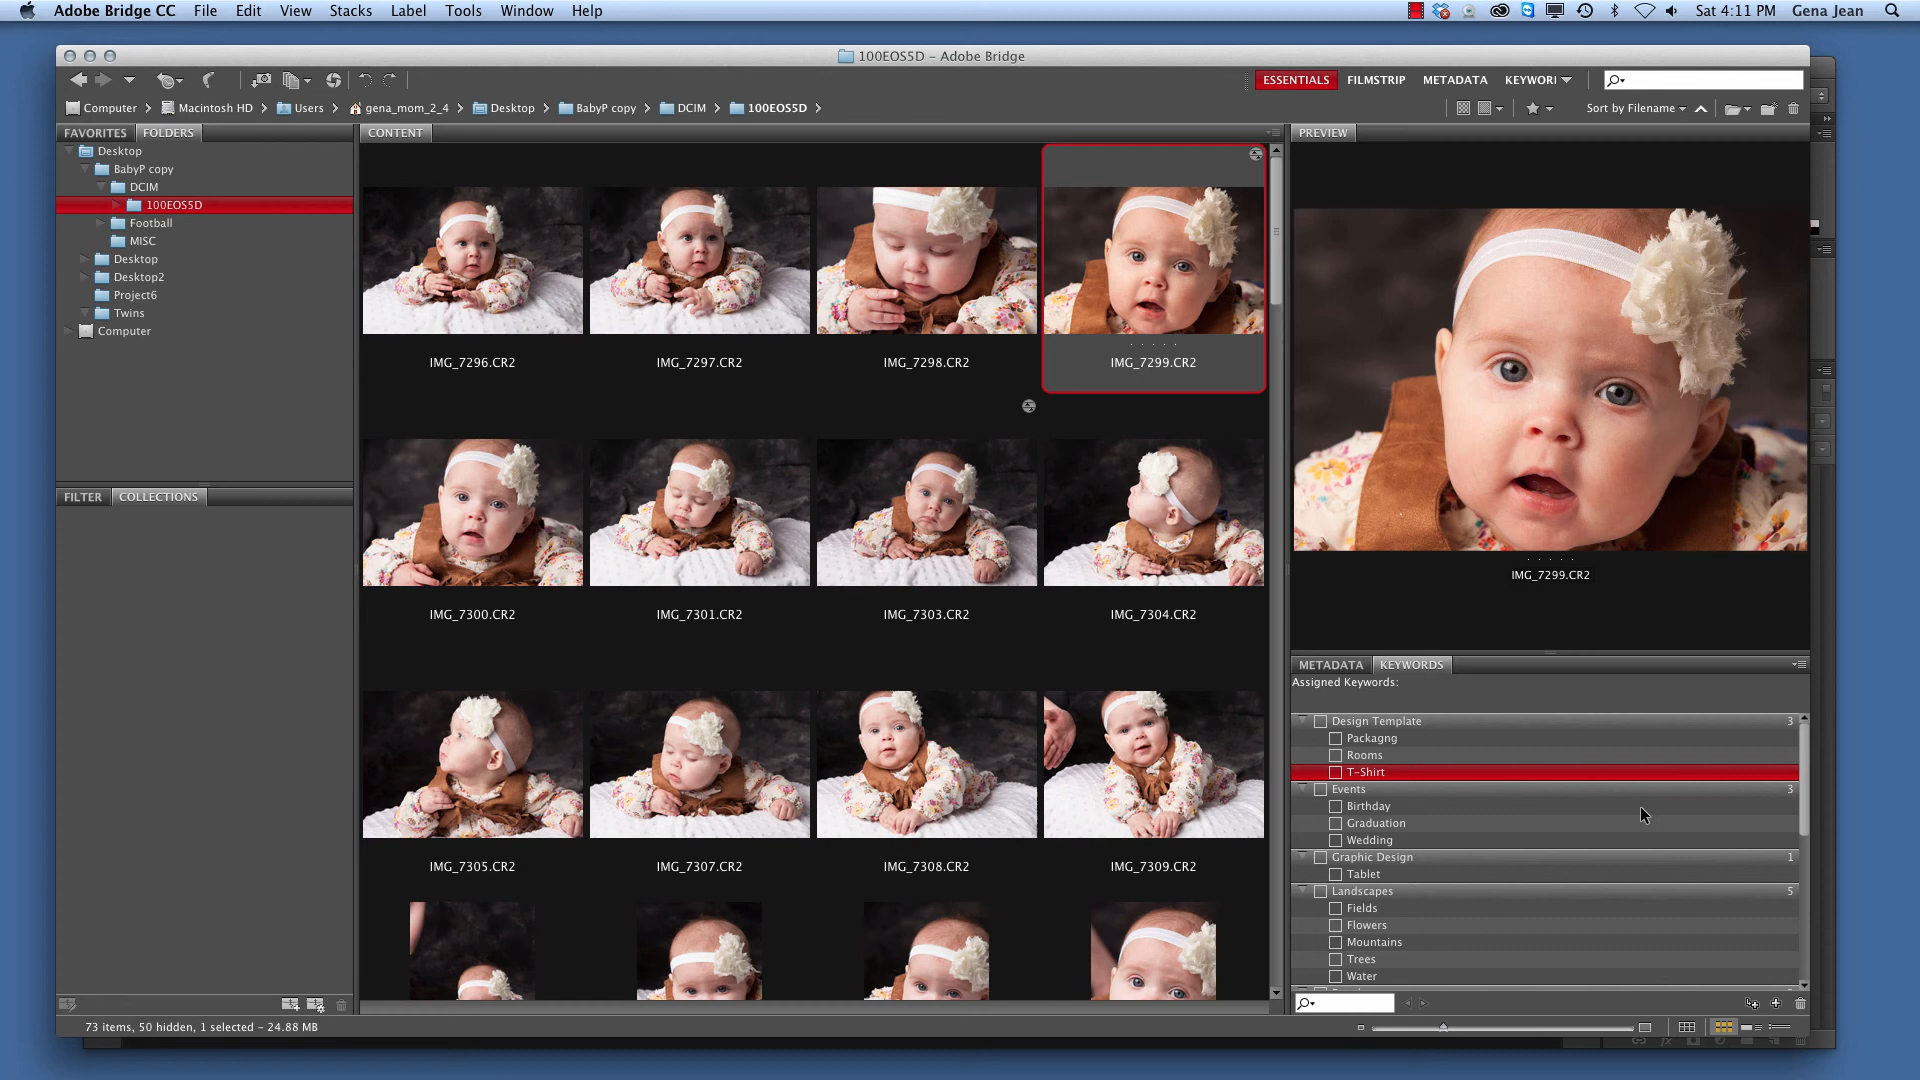 Adobe Bridge CC File Edit View Stacks Label Tools Window Help Sat 4:11 PM Gena Jean
100EOS5D – Adobe Bridge
ESSENTIALS FILMSTRIP METADATA KEYWORI
Computer Macintosh HD Users gena_mom_2_4 Desktop BabyP copy DCIM 100EOS5D Sort by Filename
FAVORITES FOLDERS
Desktop
BabyP copy
DCIM
100EOS5D
Football
MISC
Desktop
Desktop2
Project6
Twins
Computer
FILTER COLLECTIONS
CONTENT
IMG_7296.CR2 IMG_7297.CR2 IMG_7298.CR2 IMG_7299.CR2
IMG_7300.CR2 IMG_7301.CR2 IMG_7303.CR2 IMG_7304.CR2
IMG_7305.CR2 IMG_7307.CR2 IMG_7308.CR2 IMG_7309.CR2
PREVIEW
IMG_7299.CR2
METADATA KEYWORDS
Assigned Keywords:
Design Template 3
Packagng
Rooms
T-Shirt
Events 3
Birthday
Graduation
Wedding
Graphic Design 1
Tablet
Landscapes 5
Fields
Flowers
Mountains
Trees
Water
73 items, 50 hidden, 1 selected – 24.88 MB